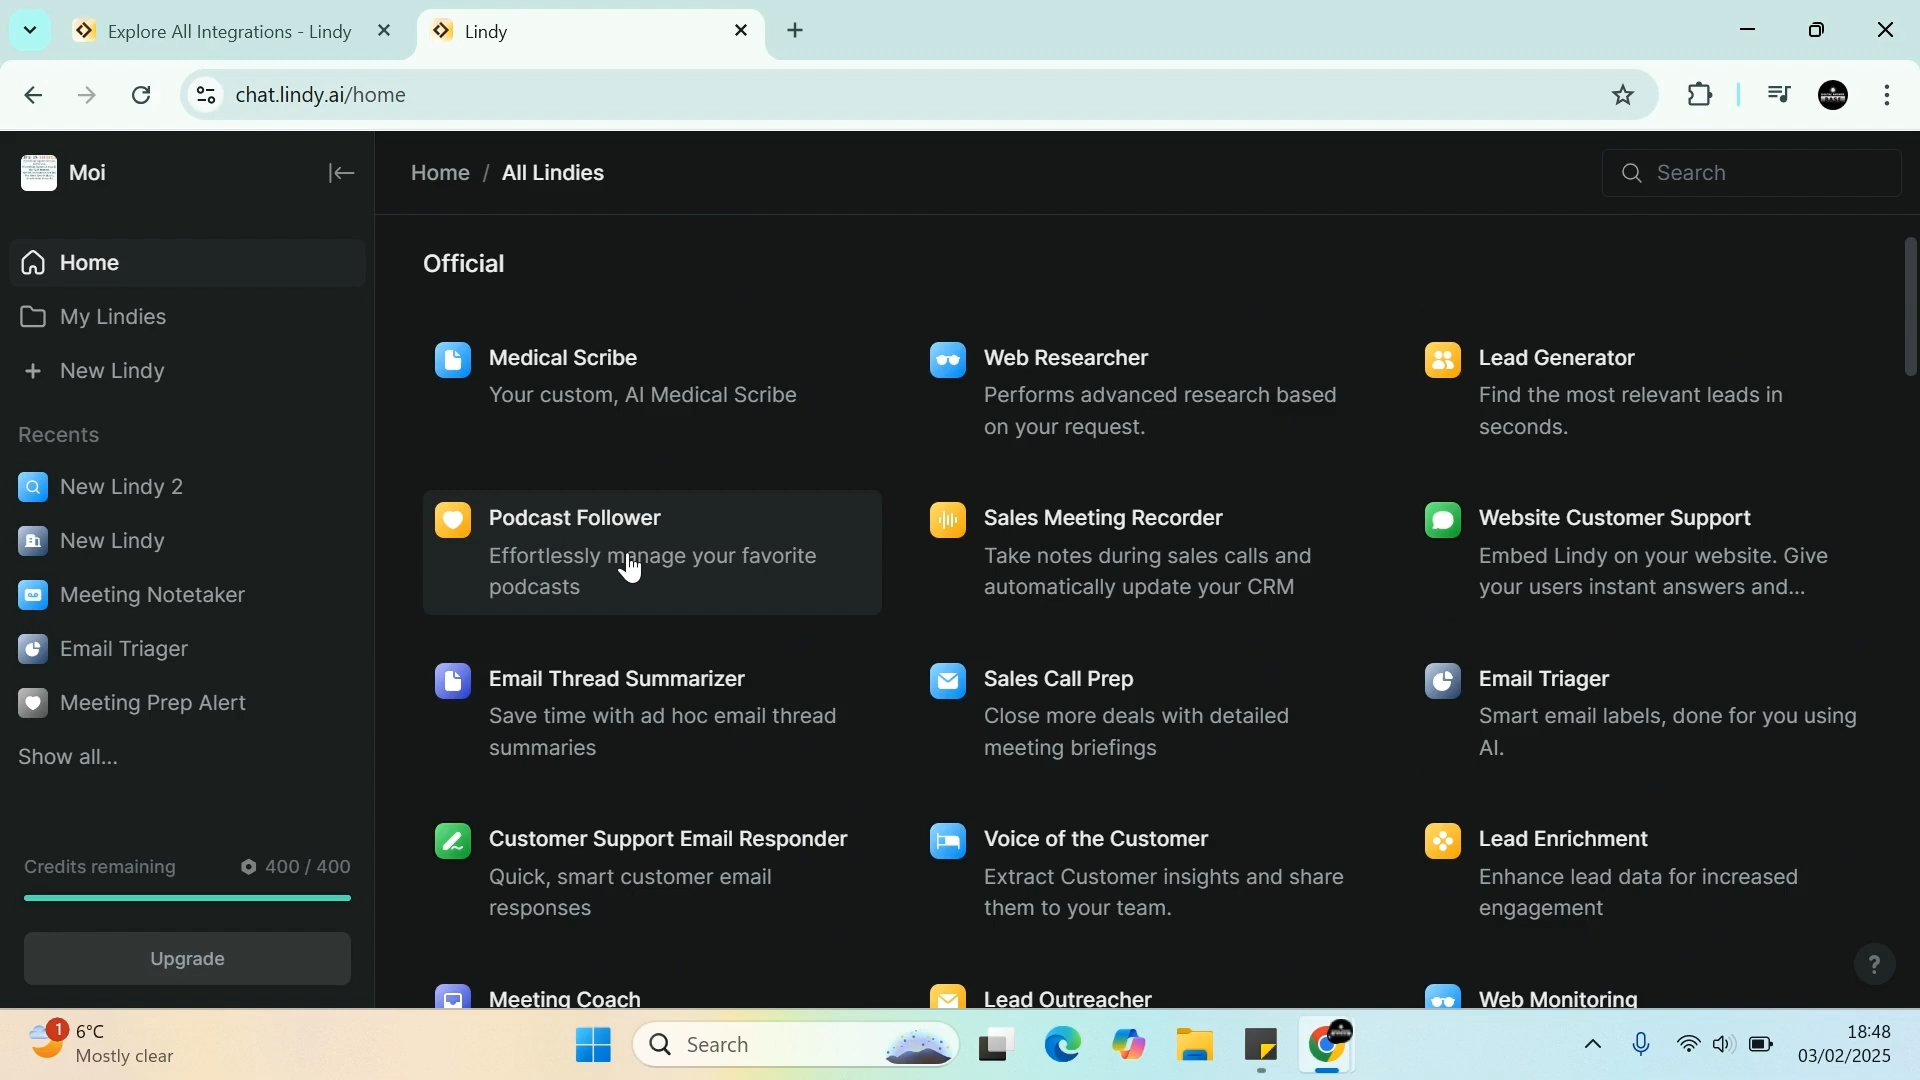 Explore All Integrations - Lindy
Lindy
chat.lindy.ai/home
Moi
Home / All Lindies
Search
Home
My Lindies
New Lindy
Recents
New Lindy 2
New Lindy
Meeting Notetaker
Email Triager
Meeting Prep Alert
Show all...
Credits remaining 400 / 400
Upgrade
Official
Medical Scribe
Your custom, AI Medical Scribe
Web Researcher
Performs advanced research based
on your request.
Lead Generator
Find the most relevant leads in
seconds.
Podcast Follower
Effortlessly manage your favorite
podcasts
Sales Meeting Recorder
Take notes during sales calls and
automatically update your CRM
Website Customer Support
Embed Lindy on your website. Give
your users instant answers and...
Email Thread Summarizer
Save time with ad hoc email thread
summaries
Sales Call Prep
Close more deals with detailed
meeting briefings
Email Triager
Smart email labels, done for you using
AI.
Customer Support Email Responder
Quick, smart customer email
responses
Voice of the Customer
Extract Customer insights and share
them to your team.
Lead Enrichment
Enhance lead data for increased
engagement
Meeting Coach
Lead Outreacher
Web Monitoring
?
1
6°C
Mostly clear
Search
18:48
03/02/2025